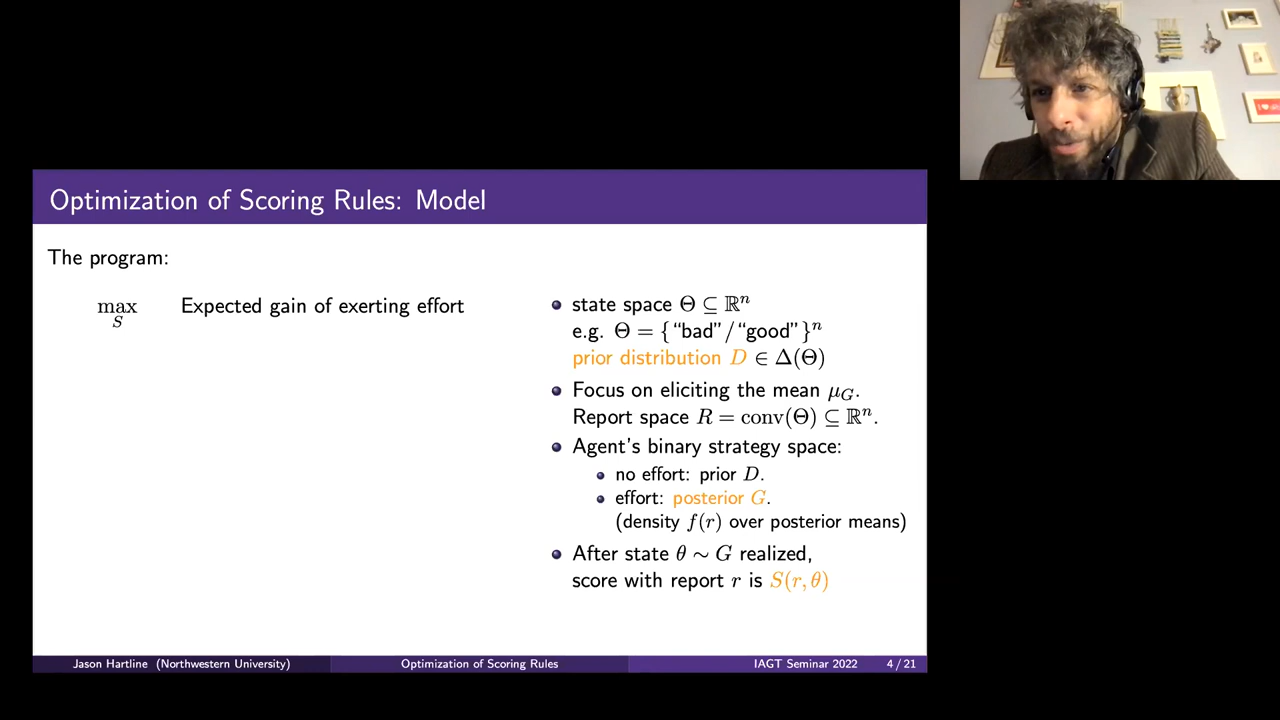 Optimization of Scoring Rules: Model
The program:
max
S
Expected gain of exerting effort
state space Θ ⊆ ℝⁿ
e.g. Θ = {“bad”/“good”}ⁿ
prior distribution D ∈ Δ(Θ)
Focus on eliciting the mean μ_G.
Report space R = conv(Θ) ⊆ ℝⁿ.
Agent's binary strategy space:
no effort: prior D.
effort: posterior G.
(density f(r) over posterior means)
After state θ ∼ G realized,
score with report r is S(r, θ)
Jason Hartline (Northwestern University)
Optimization of Scoring Rules
IAGT Seminar 2022
4 / 21